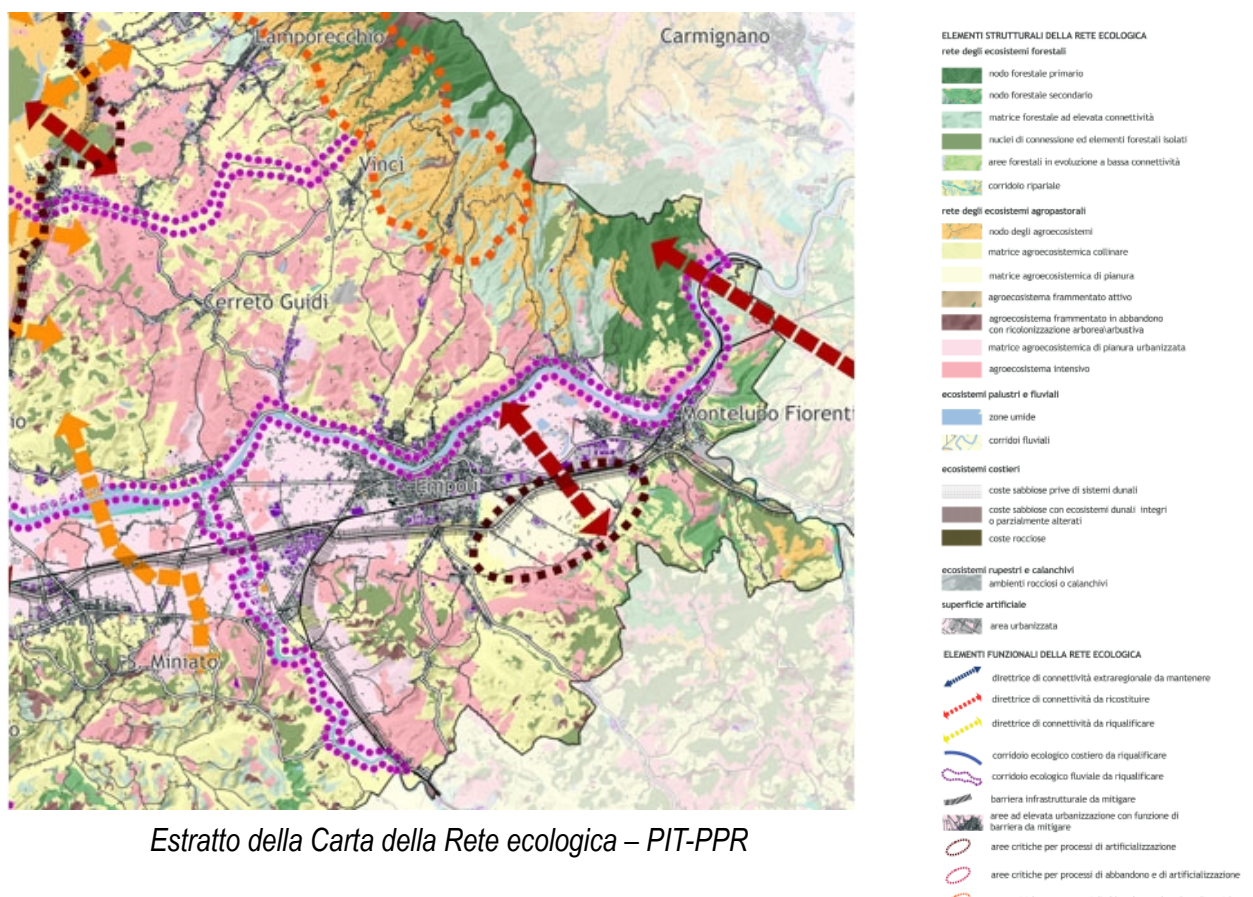 Lamporecchio
Carmignano
Vinci
Cerreto Guidi
Montelupo Fiorenti
Empoli
S. Miniato
Estratto della Carta della Rete ecologica – PIT-PPR
ELEMENTI STRUTTURALI DELLA RETE ECOLOGICA
rete degli ecosistemi forestali
nodo forestale primario
nodo forestale secondario
matrice forestale ad elevata connettività
nuclei di connessione ed elementi forestali isolati
aree forestali in evoluzione a bassa connettività
corridoio ripariale
rete degli ecosistemi agropastorali
nodo degli agroecosistemi
matrice agroecosistemica collinare
matrice agroecosistemica di pianura
agroecosistema frammentato attivo
agroecosistema frammentato in abbandono
con ricolonizzazione arborea\arbustiva
matrice agroecosistemica di pianura urbanizzata
agroecosistema intensivo
ecosistemi palustri e fluviali
zone umide
corridoi fluviali
ecosistemi costieri
coste sabbiose prive di sistemi dunali
coste sabbiose con ecosistemi dunali integri
o parzialmente alterati
coste rocciose
ecosistemi rupestri e calanchivi
ambienti rocciosi o calanchivi
superficie artificiale
area urbanizzata
ELEMENTI FUNZIONALI DELLA RETE ECOLOGICA
direttrice di connettività extraregionale da mantenere
direttrice di connettività da ricostituire
direttrice di connettività da riqualificare
corridoio ecologico costiero da riqualificare
corridoio ecologico fluviale da riqualificare
barriera infrastrutturale da mitigare
aree ad elevata urbanizzazione con funzione di
barriera da mitigare
aree critiche per processi di artificializzazione
aree critiche per processi di abbandono e di artificializzazione